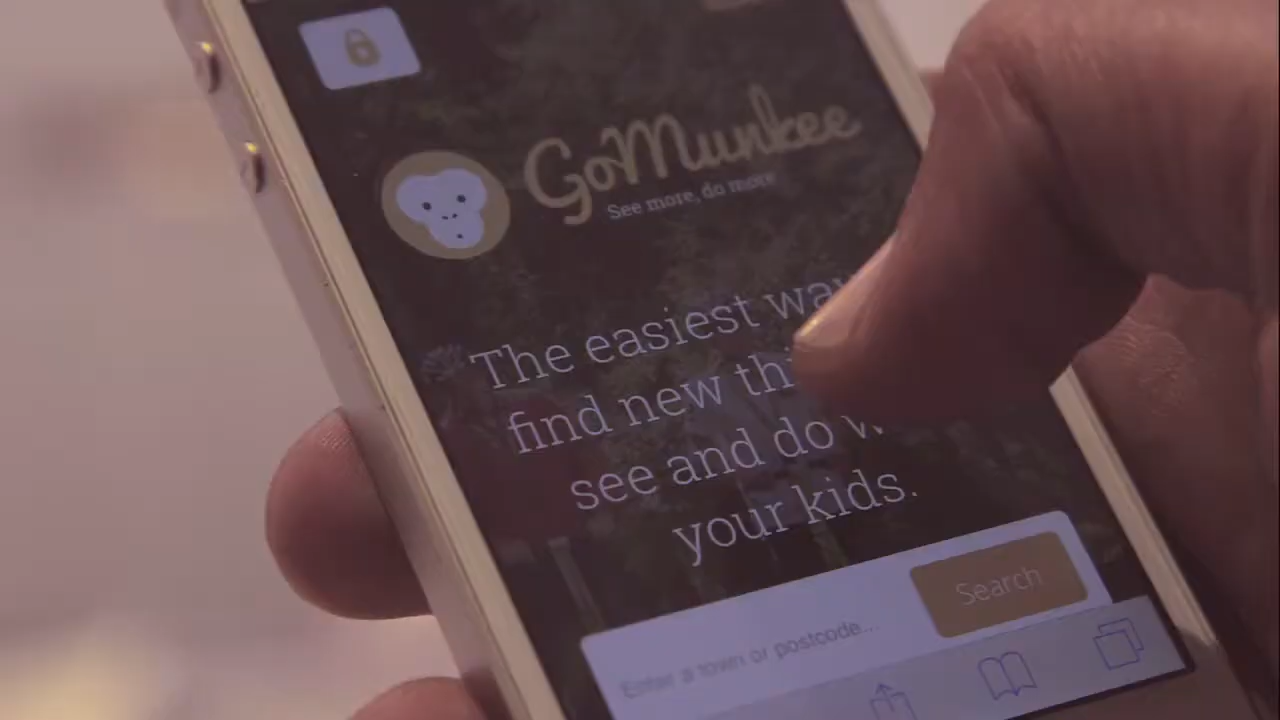 GoMunkee
See more, do more
The easiest way
find new thi
see and do w
your kids.
Search
Enter a town or postcode...